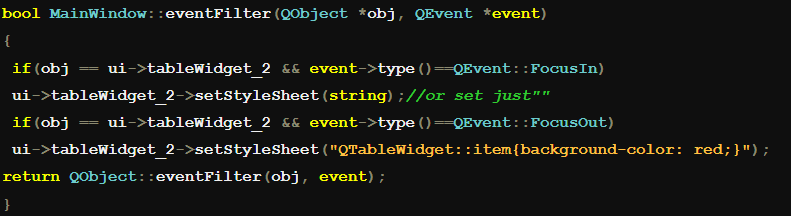 bool MainWindow::eventFilter(QObject *obj, QEvent *event)
{
if(obj == ui->tableWidget_2 && event->type()==QEvent::FocusIn)
ui->tableWidget_2->setStyleSheet(string);//or set just""
if(obj == ui->tableWidget_2 && event->type()==QEvent::FocusOut)
ui->tableWidget_2->setStyleSheet("QTableWidget::item{background-color: red;}");
return QObject::eventFilter(obj, event);
}